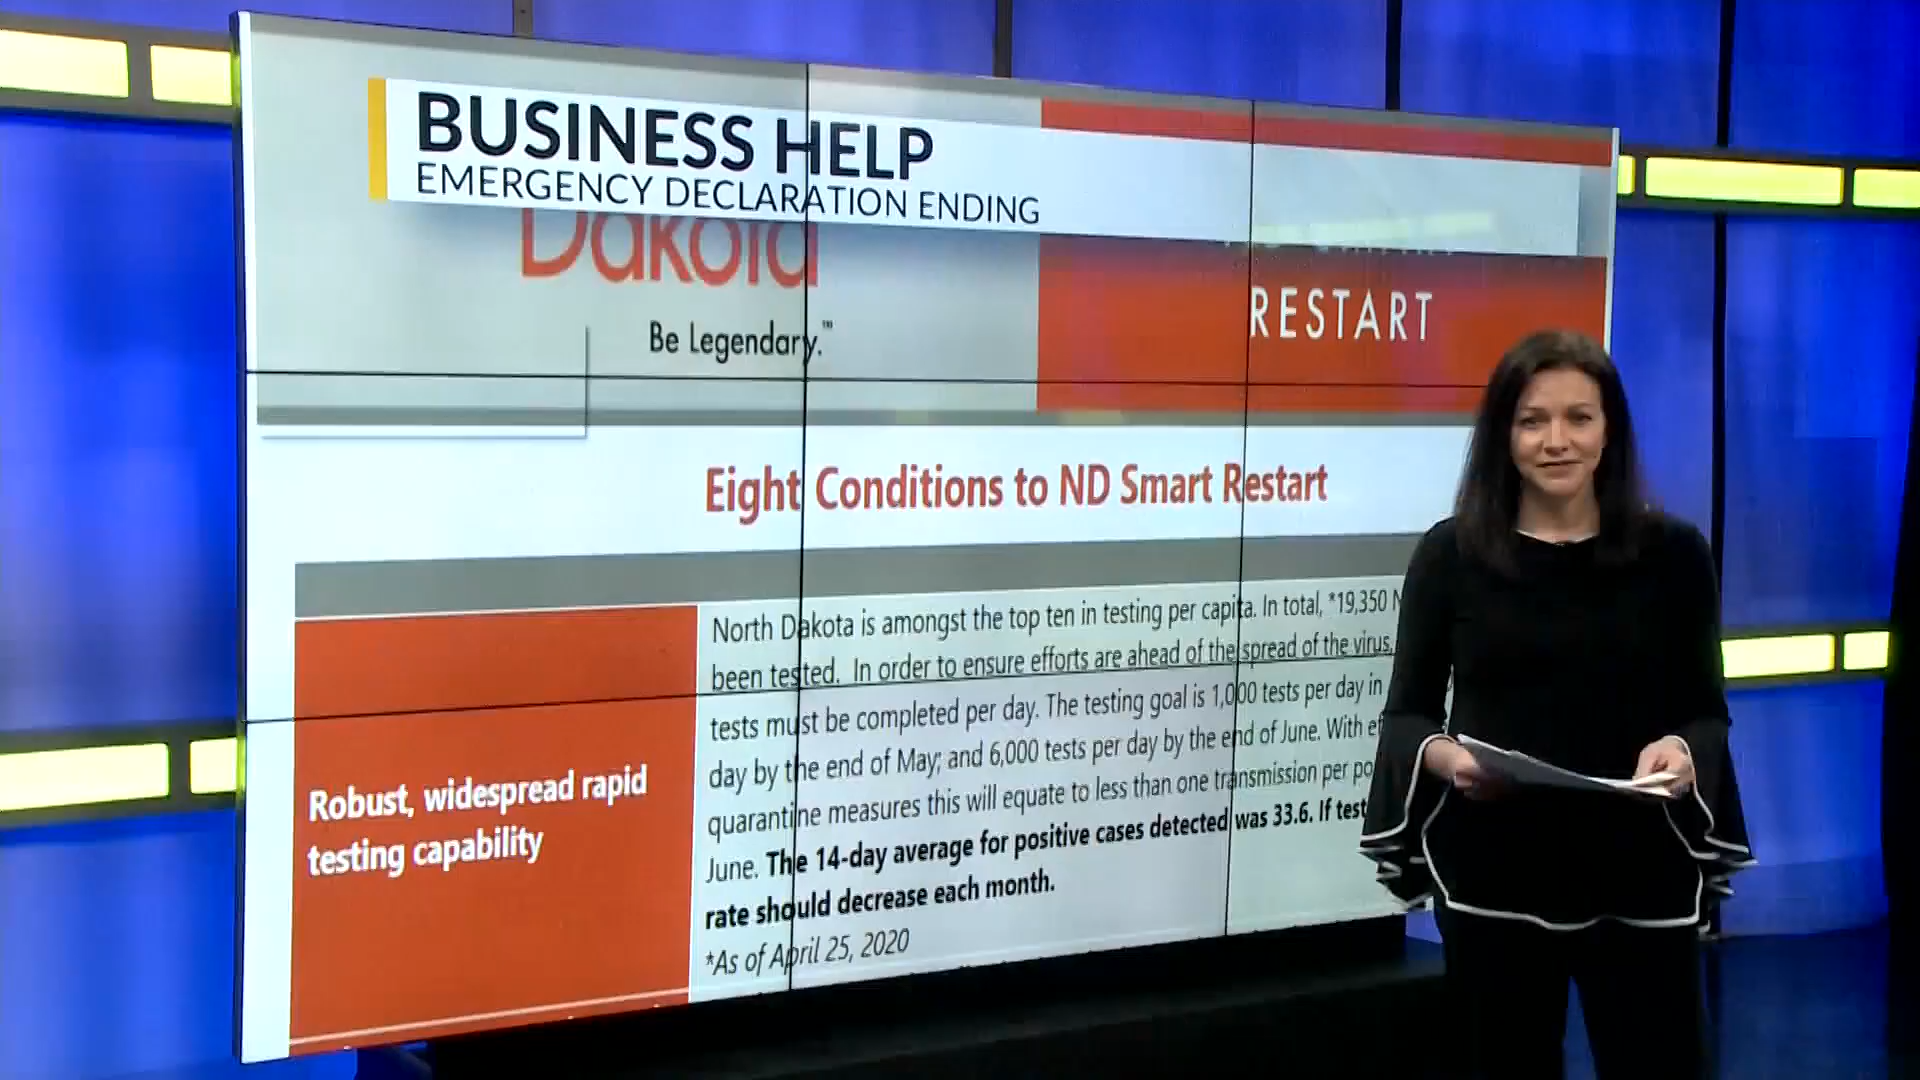 BUSINESS HELP
EMERGENCY DECLARATION ENDING
Dakota
Be Legendary.™
RESTART
Eight Conditions to ND Smart Restart
Robust, widespread rapid
testing capability
North Dakota is amongst the top ten in testing per capita. In total, *19,350 N
been tested. In order to ensure efforts are ahead of the spread of the virus,
tests must be completed per day. The testing goal is 1,000 tests per day in
day by the end of May; and 6,000 tests per day by the end of June. With ef
quarantine measures this will equate to less than one transmission per po
June. The 14-day average for positive cases detected was 33.6. If test
rate should decrease each month.
*As of April 25, 2020